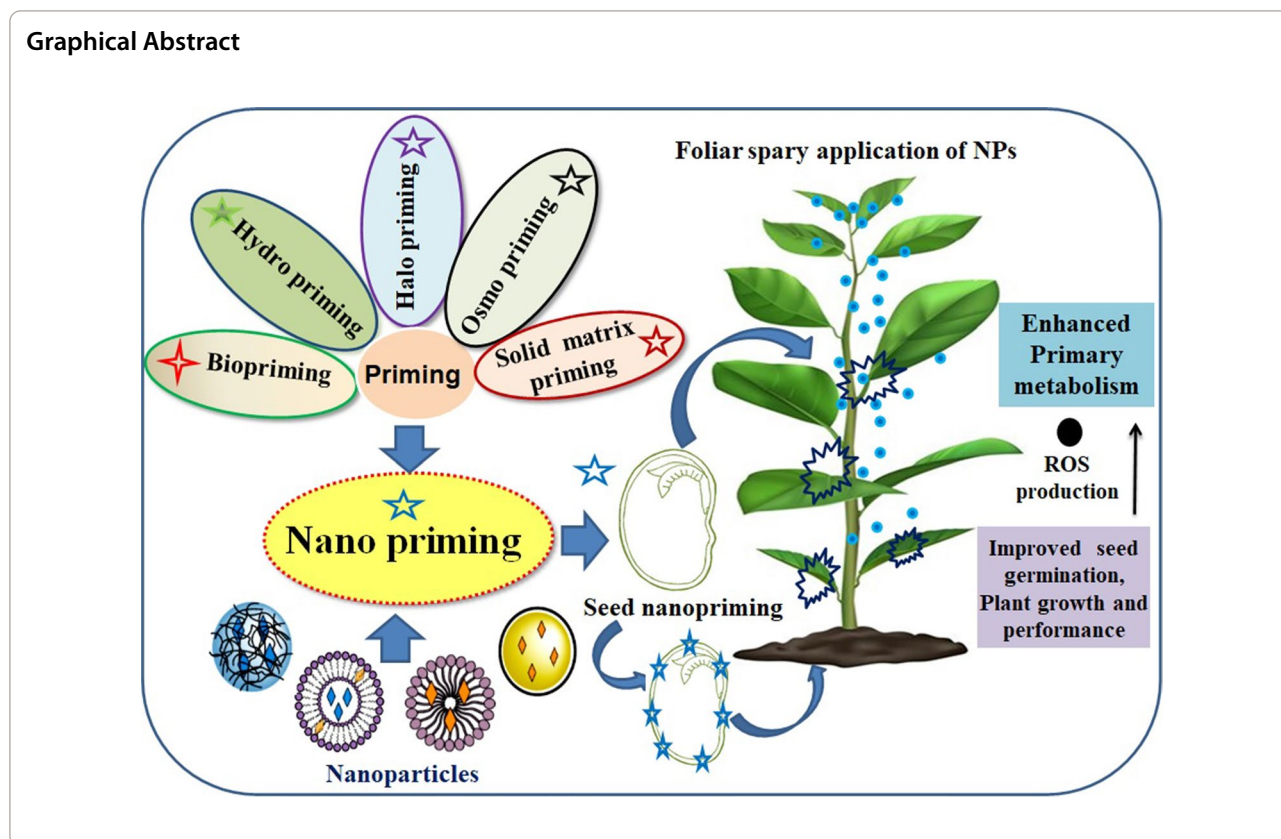 Graphical Abstract
Foliar spary application of NPs
Halo priming
Hydro priming
Osmo priming
Biopriming
Priming
Solid matrix
priming
Enhanced
Primary
metabolism
ROS
production
Nano priming
Improved seed
germination,
Plant growth and
performance
Seed nanopriming
Nanoparticles